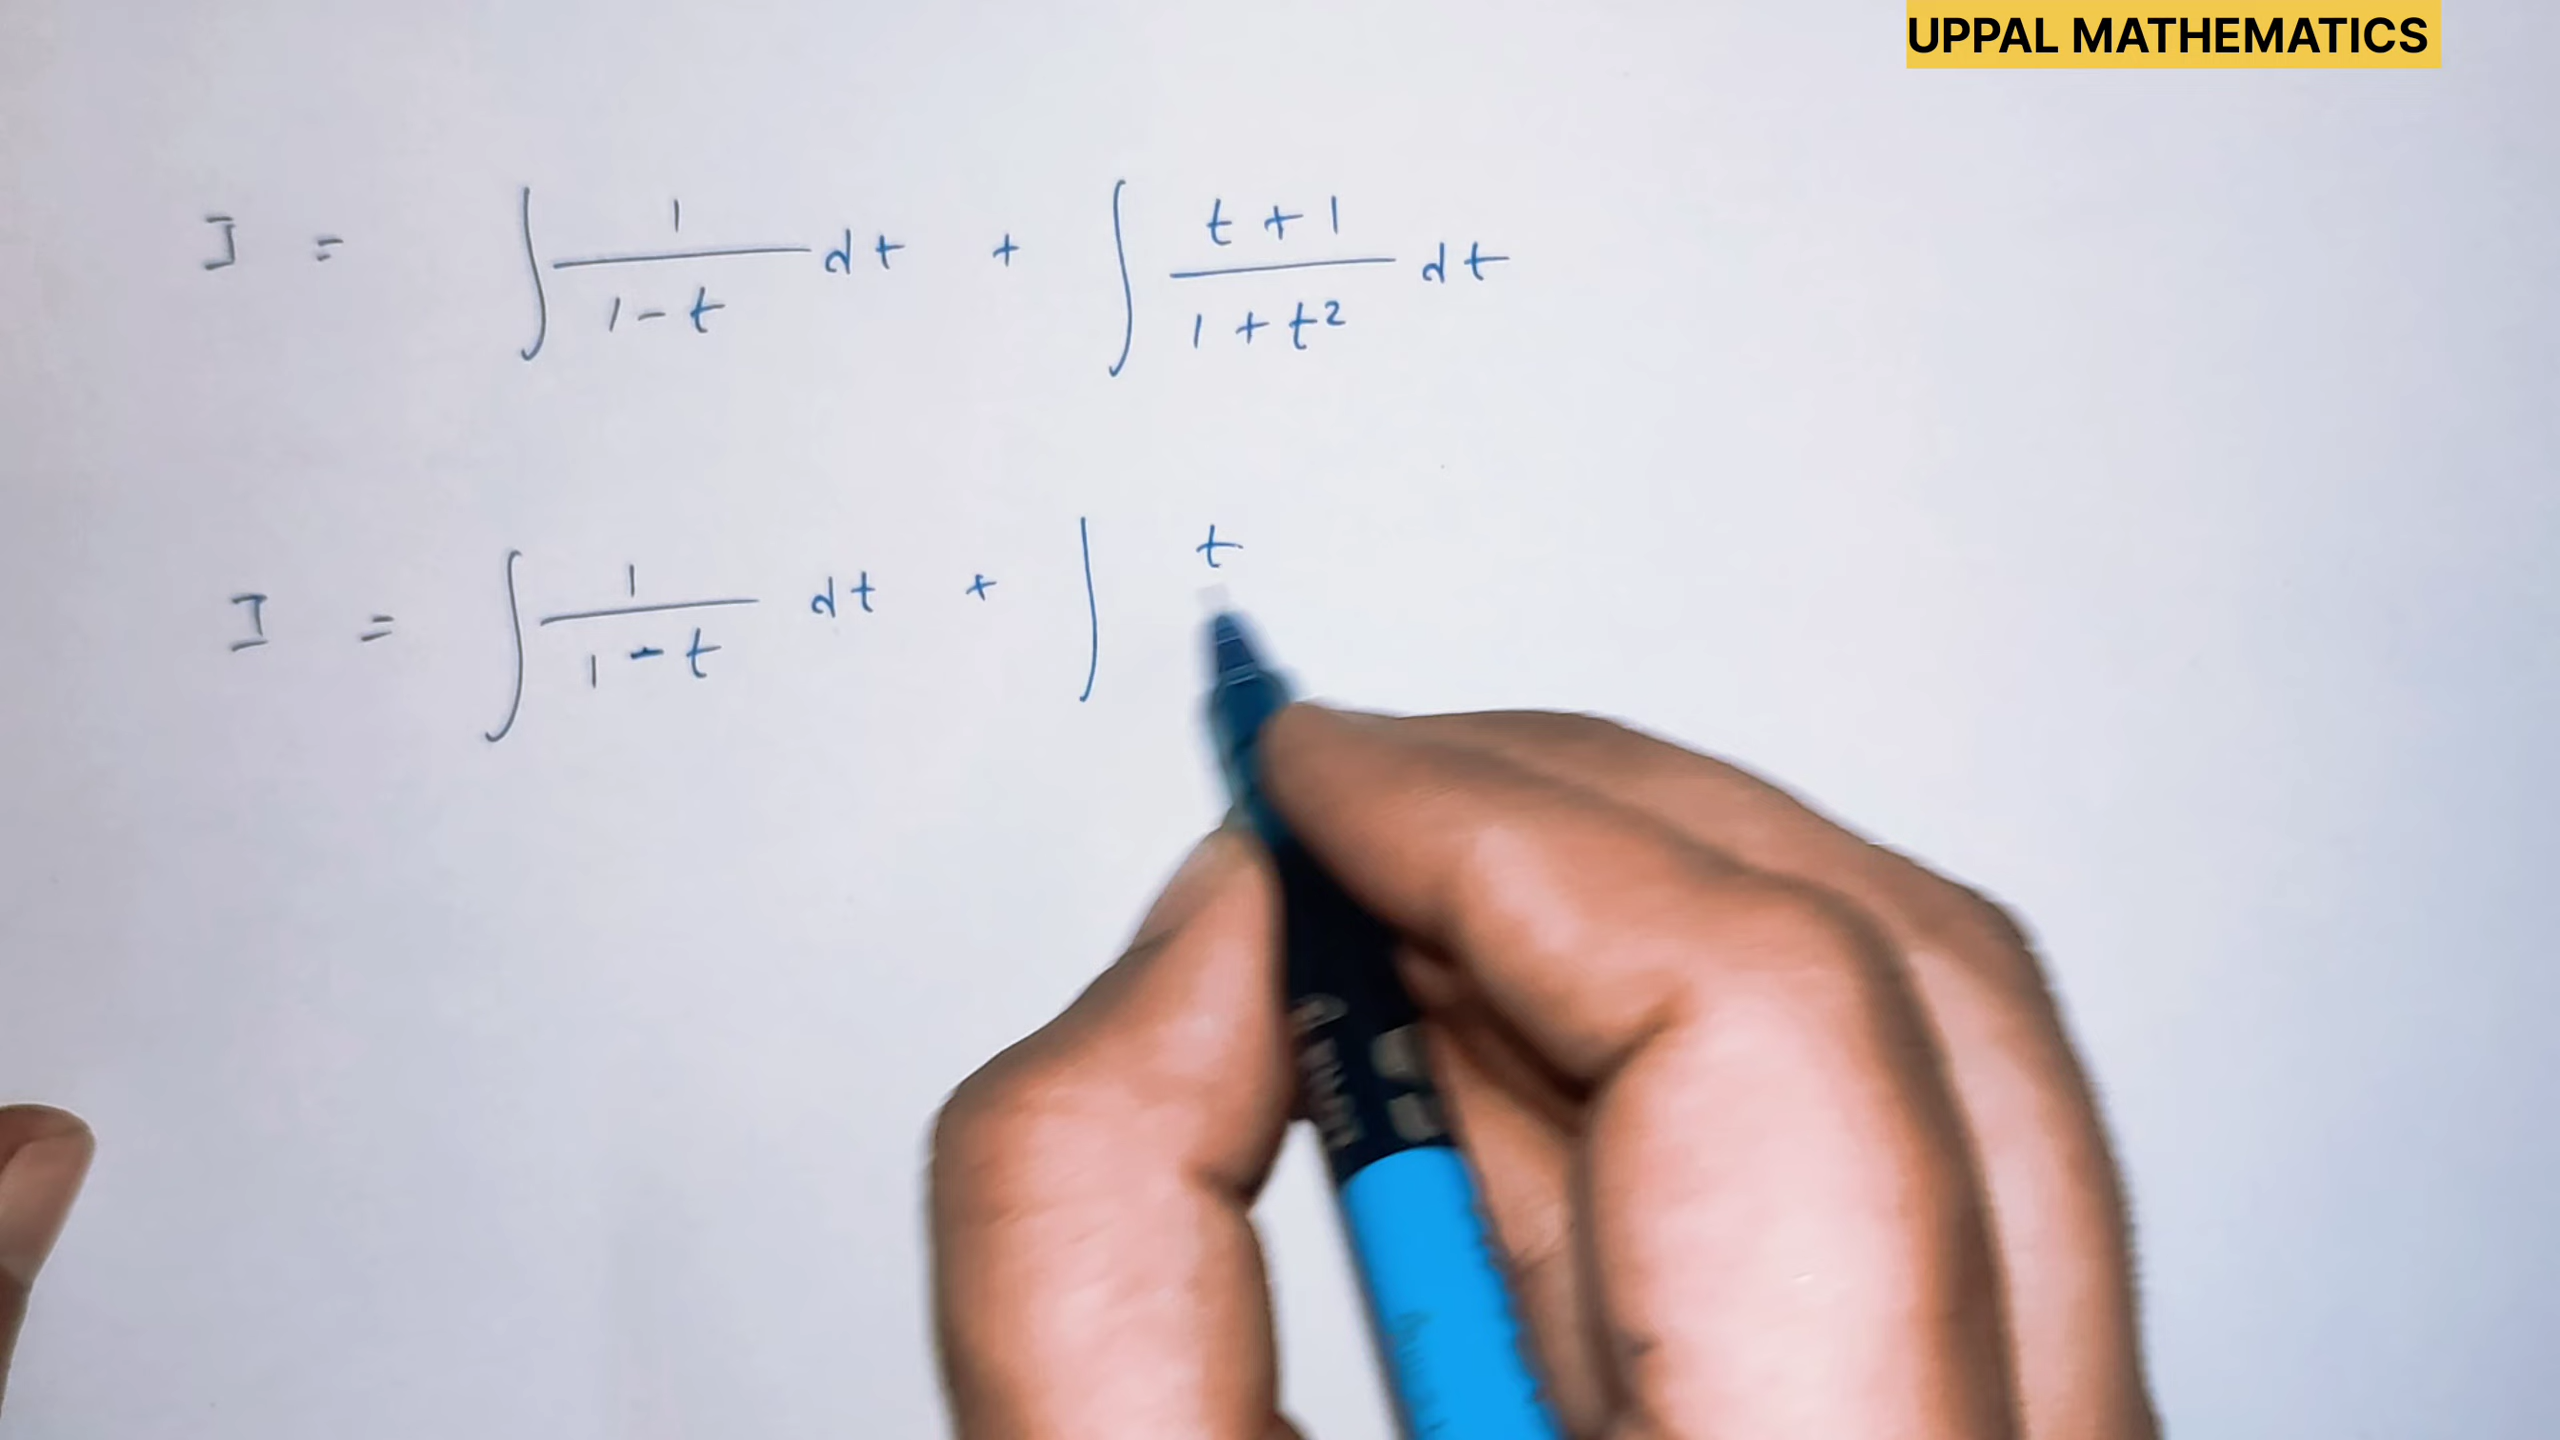 UPPAL MATHEMATICS
I = ∫ 1/(1-t) dt + ∫ (t+1)/(1+t²) dt
I = ∫ 1/(1-t) dt + ∫ t